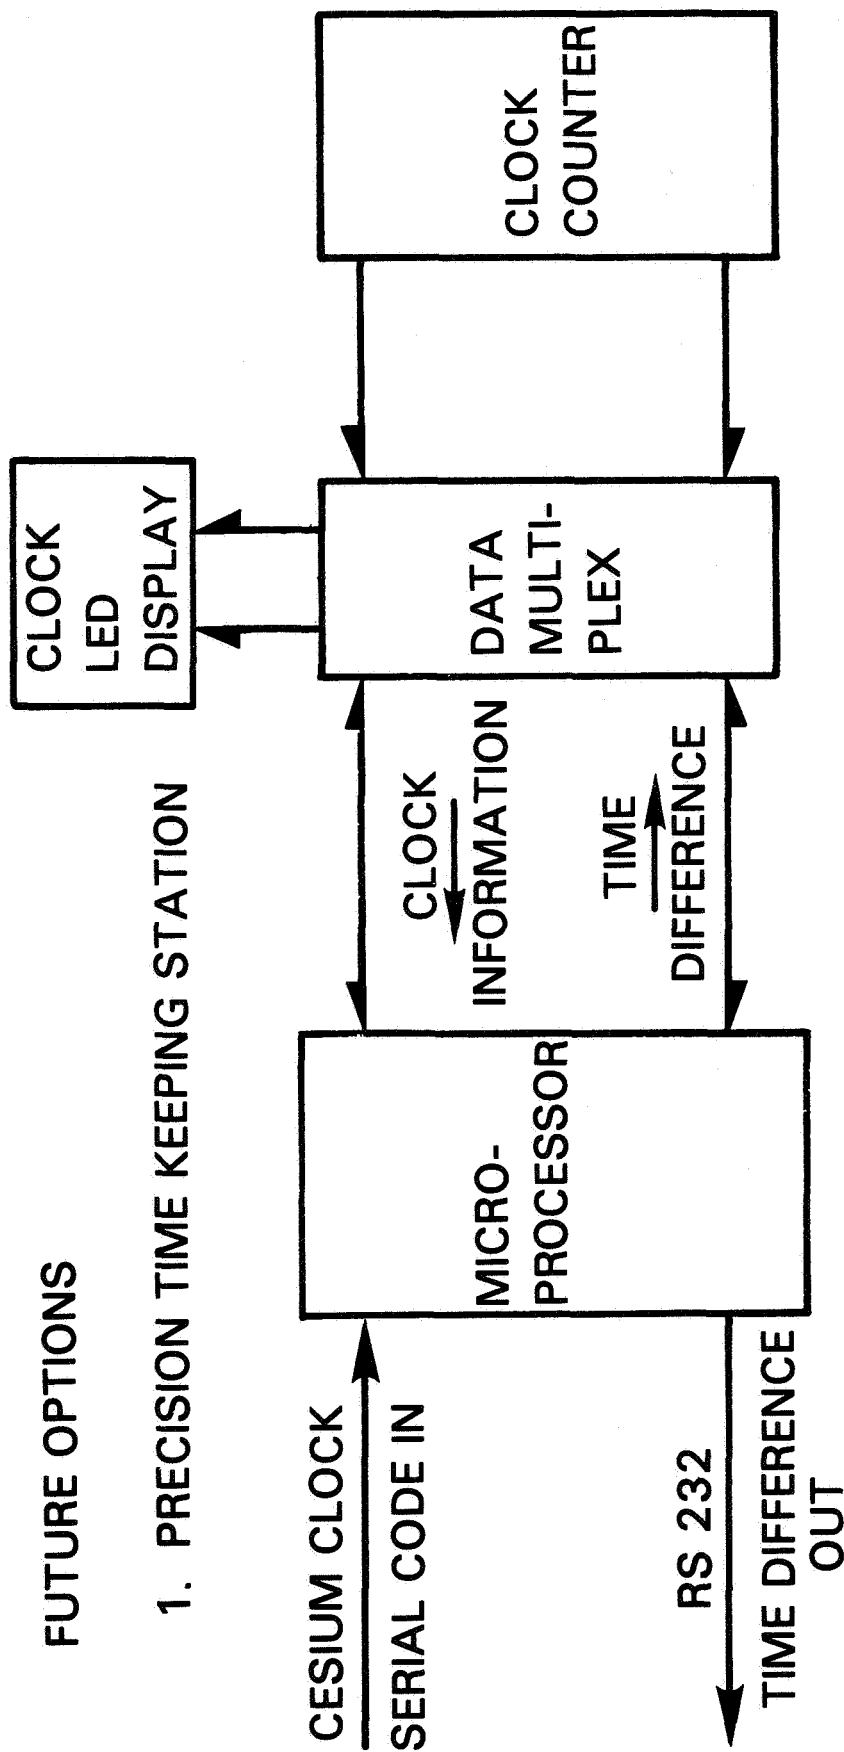 FUTURE OPTIONS
1. PRECISION TIME KEEPING STATION
CLOCK
LED
DISPLAY
CESIUM CLOCK
SERIAL CODE IN
MICRO-
PROCESSOR
CLOCK
INFORMATION
TIME
DIFFERENCE
DATA
MULTI-
PLEX
CLOCK
COUNTER
RS 232
TIME DIFFERENCE
OUT